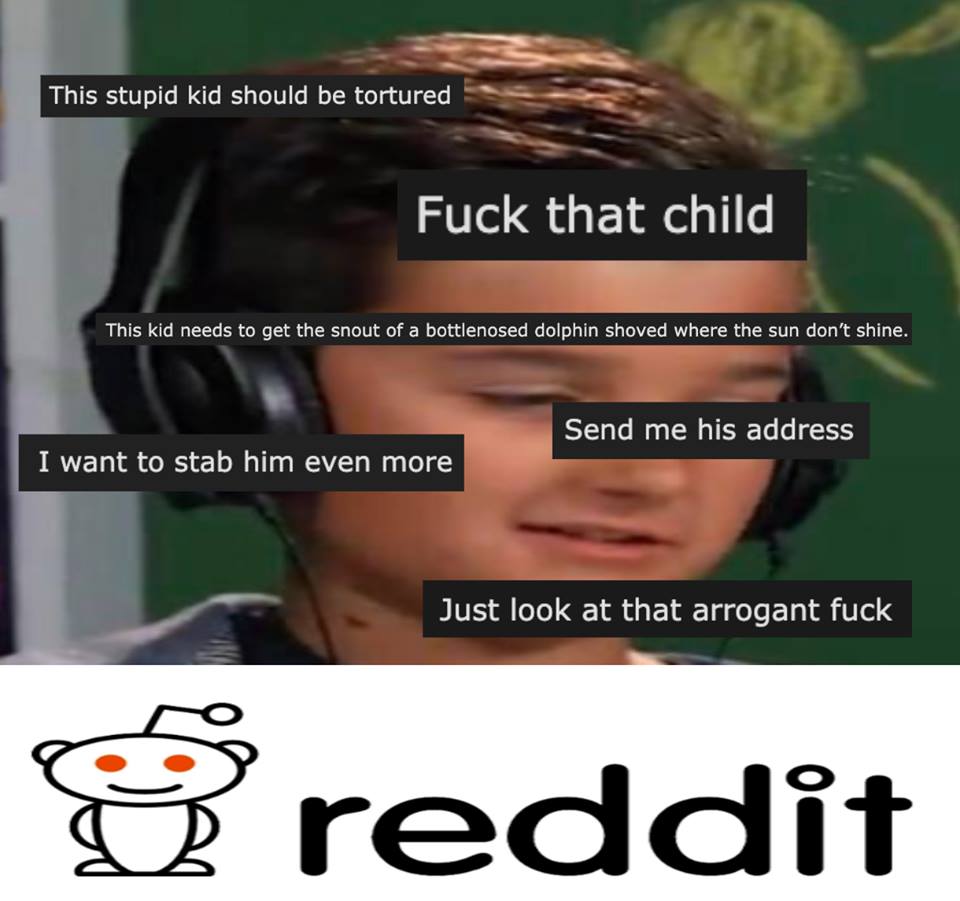 This stupid kid should be tortured
Fuck that child
This kid needs to get the snout of a bottlenosed dolphin shoved where the sun don’t shine.
Send me his address
I want to stab him even more
Just look at that arrogant fuck
reddit